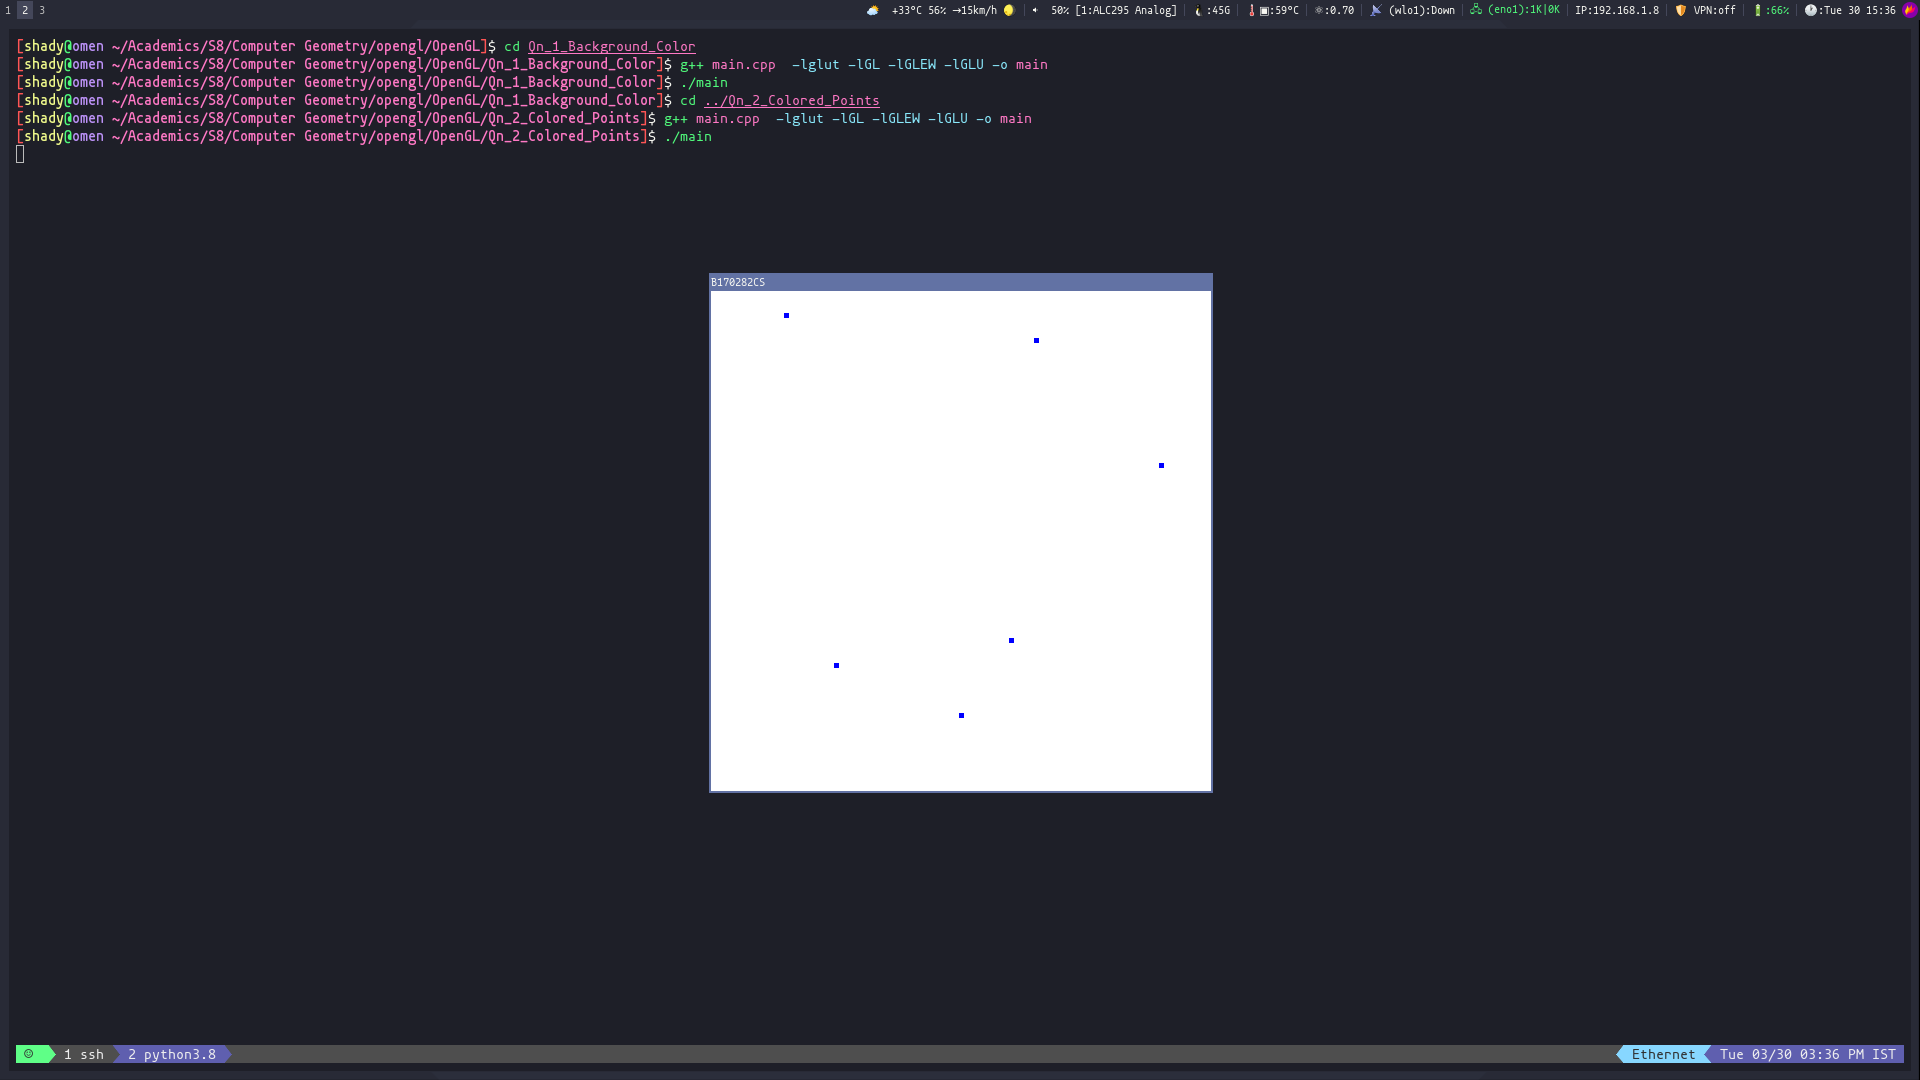 1 2 3 +33°C 56% →15km/h 50% [1:ALC295 Analog] :45G :59°C :0.70 (wlo1):Down (eno1):1K|0K IP:192.168.1.8 VPN:off :66% :Tue 30 15:36
[shady@omen ~/Academics/S8/Computer Geometry/opengl/OpenGL]$ cd Qn_1_Background_Color
[shady@omen ~/Academics/S8/Computer Geometry/opengl/OpenGL/Qn_1_Background_Color]$ g++ main.cpp  -lglut -lGL -lGLEW -lGLU -o main
[shady@omen ~/Academics/S8/Computer Geometry/opengl/OpenGL/Qn_1_Background_Color]$ ./main
[shady@omen ~/Academics/S8/Computer Geometry/opengl/OpenGL/Qn_1_Background_Color]$ cd ../Qn_2_Colored_Points
[shady@omen ~/Academics/S8/Computer Geometry/opengl/OpenGL/Qn_2_Colored_Points]$ g++ main.cpp  -lglut -lGL -lGLEW -lGLU -o main
[shady@omen ~/Academics/S8/Computer Geometry/opengl/OpenGL/Qn_2_Colored_Points]$ ./main
B170282CS
1 ssh 2 python3.8 Ethernet Tue 03/30 03:36 PM IST